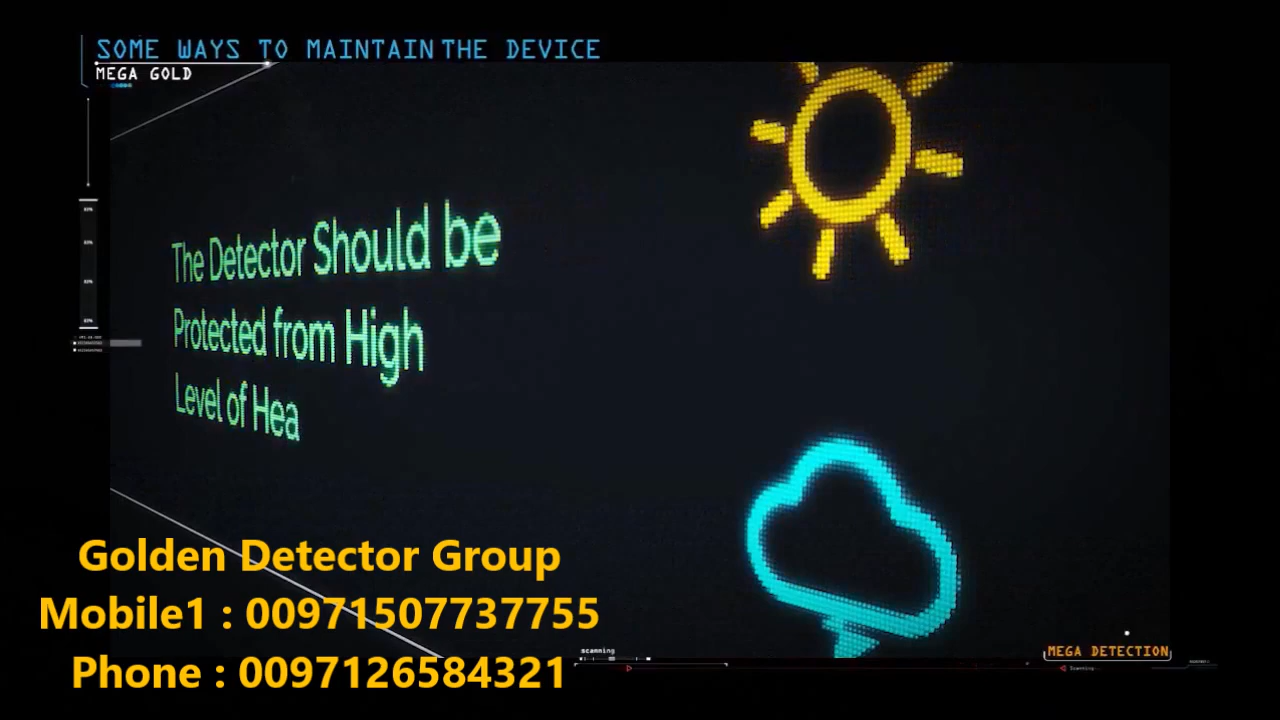 SOME WAYS TO MAINTAIN THE DEVICE
MEGA GOLD
The Detector Should be
Protected from High
Level of Hea
Golden Detector Group
Mobile1 : 00971507737755
Phone : 0097126584321
scanning
MEGA DETECTION
Scanning